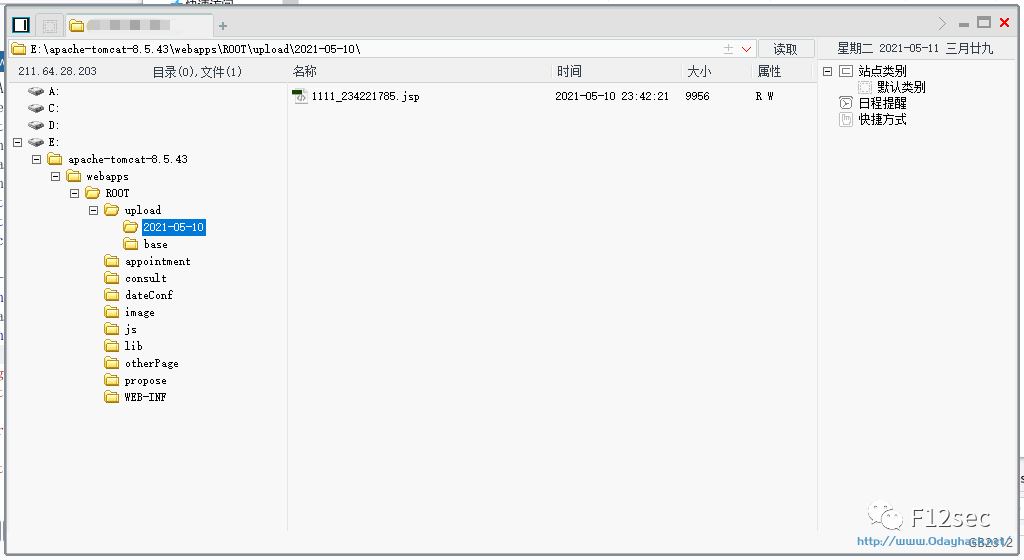 E:\apache-tomcat-8.5.43\webapps\ROOT\upload\2021-05-10\
读取
星期二 2021-05-11 三月廿九
211.64.28.203
目录(0),文件(1)
名称
时间
大小
属性
A:
C:
D:
E:
apache-tomcat-8.5.43
webapps
ROOT
upload
2021-05-10
base
appointment
consult
dateConf
image
js
lib
otherPage
propose
WEB-INF
1111_234221785.jsp
2021-05-10 23:42:21
9956
R W
站点类别
默认类别
日程提醒
快捷方式
F12sec
GB2312